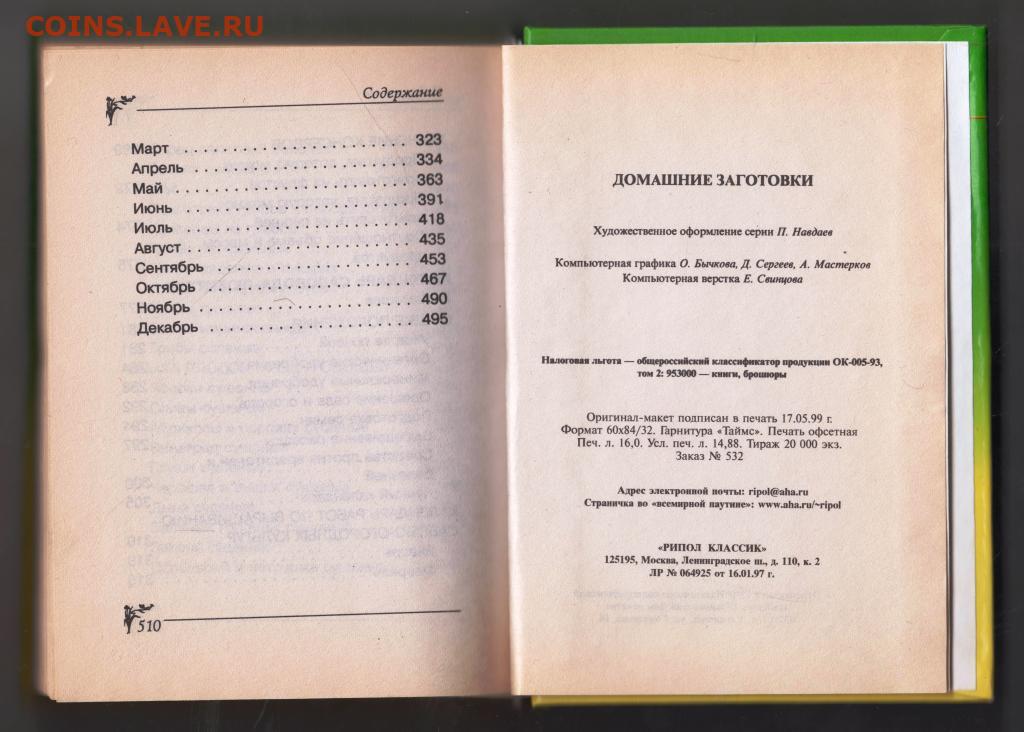 COINS.LAVE.RU
Содержание
Март . . . . . . . . . . . . . . . . . . . . 323
Апрель . . . . . . . . . . . . . . . . . . . . 334
Май . . . . . . . . . . . . . . . . . . . . 363
Июнь . . . . . . . . . . . . . . . . . . . . 391
Июль . . . . . . . . . . . . . . . . . . . . 418
Август . . . . . . . . . . . . . . . . . . . . 435
Сентябрь . . . . . . . . . . . . . . . . . . 453
Октябрь . . . . . . . . . . . . . . . . . . 467
Ноябрь . . . . . . . . . . . . . . . . . . . 490
Декабрь . . . . . . . . . . . . . . . . . . 495
510
ДОМАШНИЕ ЗАГОТОВКИ
Художественное оформление серии П. Навдаев
Компьютерная графика О. Бычкова, Д. Сергеев, А. Мастерков
Компьютерная верстка Е. Свинцова
Налоговая льгота — общероссийский классификатор продукции ОК-005-93,
том 2: 953000 — книги, брошюры
Оригинал-макет подписан в печать 17.05.99 г.
Формат 60x84/32. Гарнитура «Таймс». Печать офсетная
Печ. л. 16,0. Усл. печ. л. 14,88. Тираж 20 000 экз.
Заказ № 532
Адрес электронной почты: ripol@aha.ru
Страничка во «всемирной паутине»: www.aha.ru/~ripol
«РИПОЛ КЛАССИК»
125195, Москва, Ленинградское ш., д. 110, к. 2
ЛР № 064925 от 16.01.97 г.